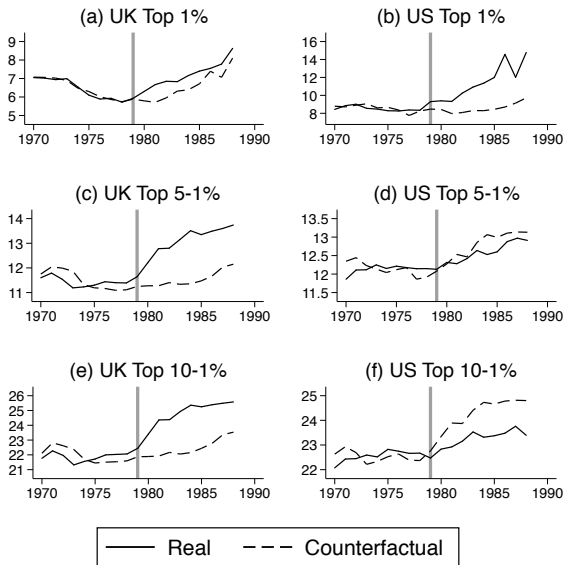 (a) UK Top 1%
9
8
7
6
5
1970 1975 1980 1985 1990
(b) US Top 1%
16
14
12
10
8
1970 1975 1980 1985 1990
(c) UK Top 5-1%
14
13
12
11
1970 1975 1980 1985 1990
(d) US Top 5-1%
13.5
13
12.5
12
11.5
1970 1975 1980 1985 1990
(e) UK Top 10-1%
26
25
24
23
22
21
1970 1975 1980 1985 1990
(f) US Top 10-1%
25
24
23
22
1970 1975 1980 1985 1990
Real Counterfactual